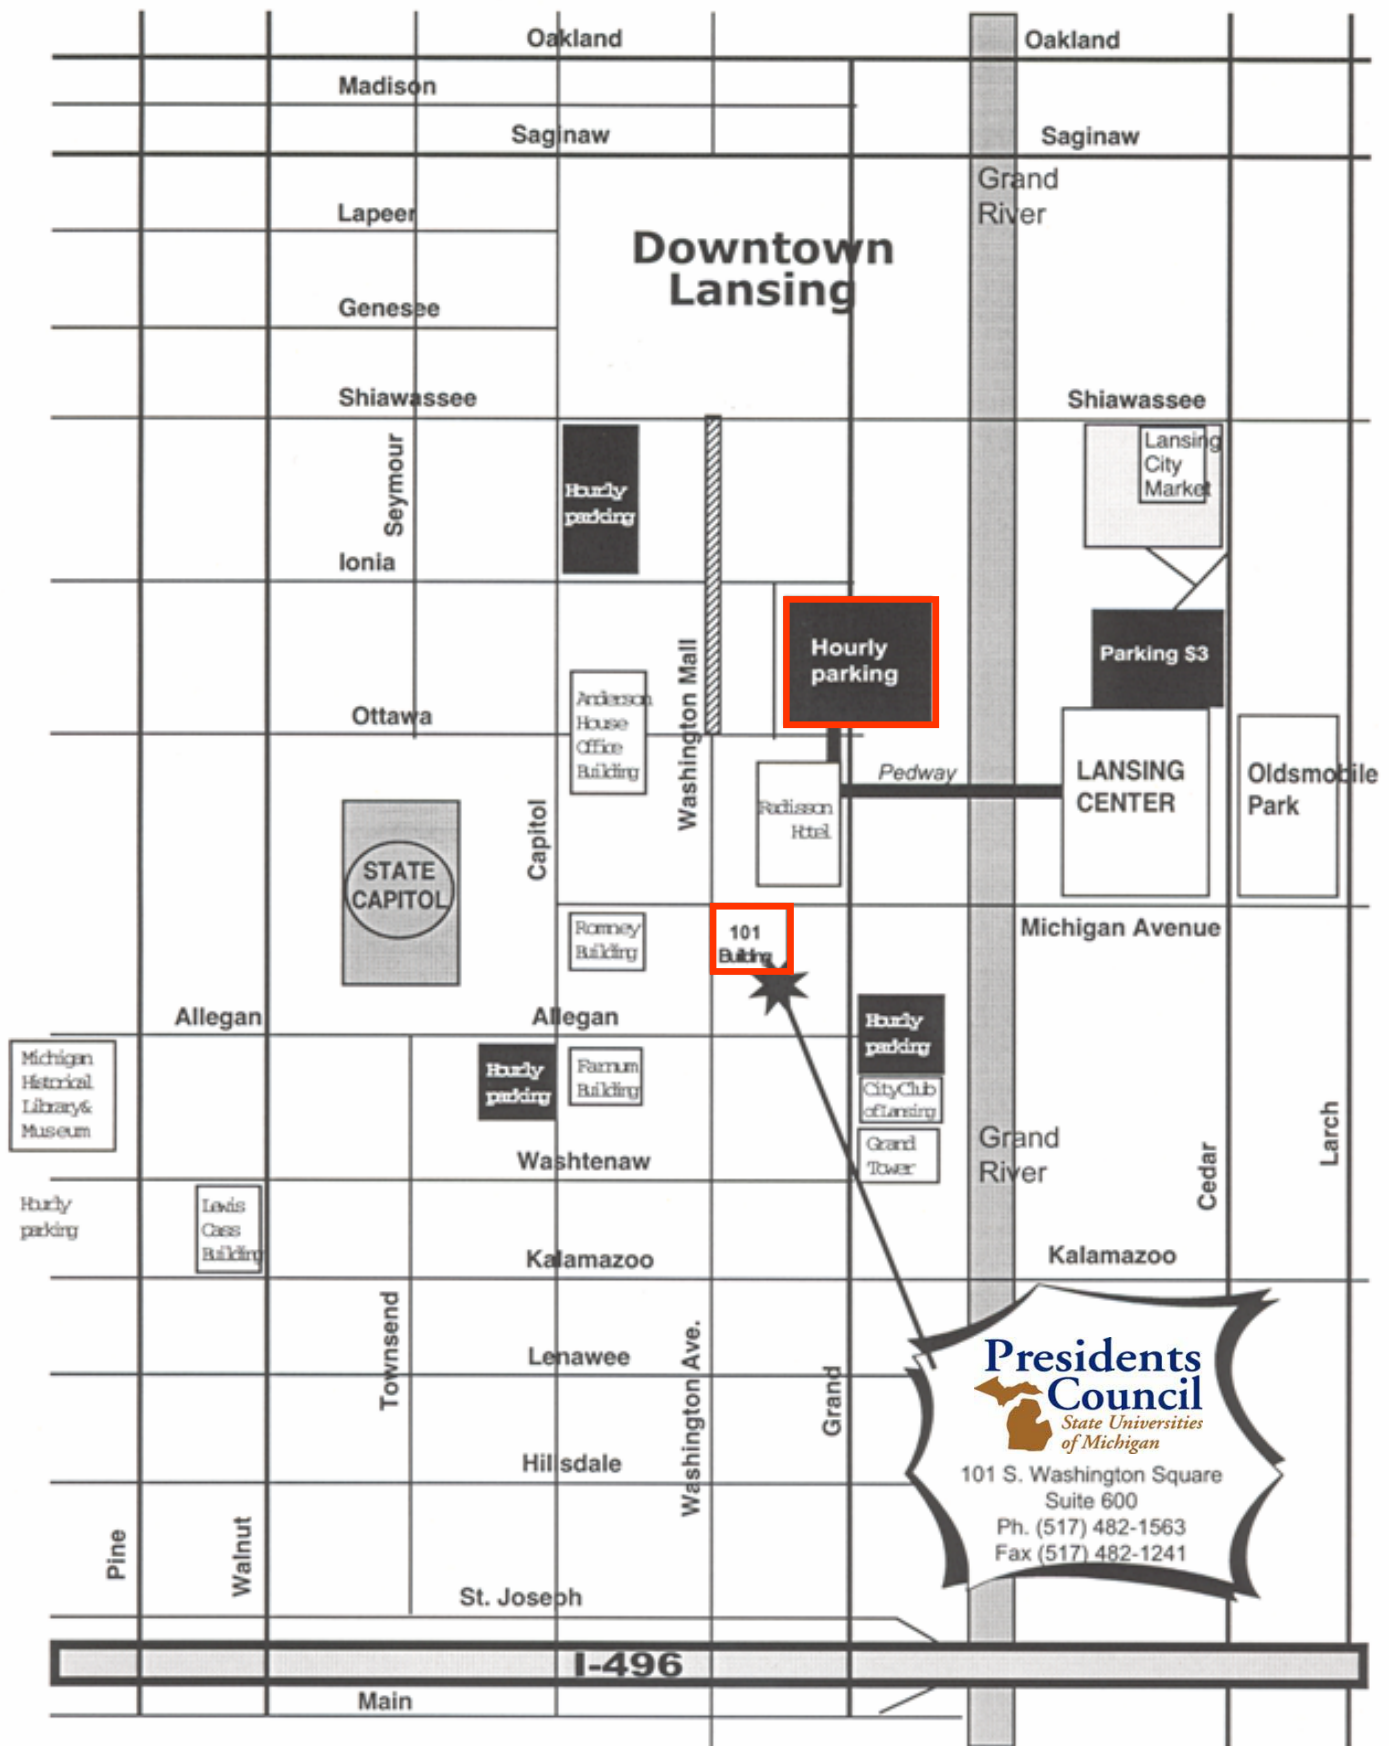 Oakland
Oakland
Madison
Saginaw
Saginaw
Grand
River
Lapeer
Downtown
Lansing
Genesee
Shiawassee
Shiawassee
Seymour
Hourly
parking
Lansing
City
Market
Ionia
Hourly
parking
Parking $3
Washington Mall
Anderson
House
Office
Building
Ottawa
Pedway
LANSING
CENTER
Oldsmobile
Park
Radisson
Hotel
Capitol
STATE
CAPITOL
Michigan Avenue
Romney
Building
101
Building
Allegan
Allegan
Hourly
parking
Michigan
Historical
Library&
Museum
Hourly
parking
Farnum
Building
CityClub
of Lansing
Grand
Tower
Grand
River
Larch
Cedar
Washtenaw
Hourly
parking
Lewis
Cass
Building
Kalamazoo
Kalamazoo
Townsend
Lenawee
Washington Ave.
Grand
Presidents
Council
State Universities
of Michigan
101 S. Washington Square
Suite 600
Ph. (517) 482-1563
Fax (517) 482-1241
Hillsdale
Pine
Walnut
St. Joseph
I-496
Main